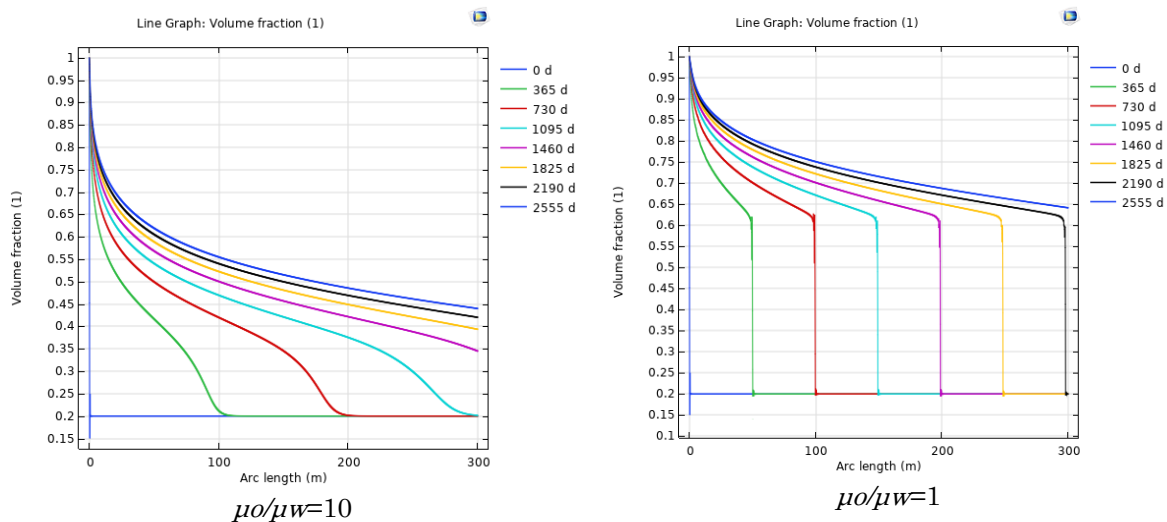 Line Graph: Volume fraction (1)
Volume fraction (1)
1
0.95
0.9
0.85
0.8
0.75
0.7
0.65
0.6
0.55
0.5
0.45
0.4
0.35
0.3
0.25
0.2
0.15
0
100
200
300
Arc length (m)
0 d
365 d
730 d
1095 d
1460 d
1825 d
2190 d
2555 d
μo/μw=10
Line Graph: Volume fraction (1)
Volume fraction (1)
1
0.95
0.9
0.85
0.8
0.75
0.7
0.65
0.6
0.55
0.5
0.45
0.4
0.35
0.3
0.25
0.2
0.15
0.1
0
100
200
300
Arc length (m)
0 d
365 d
730 d
1095 d
1460 d
1825 d
2190 d
2555 d
μo/μw=1